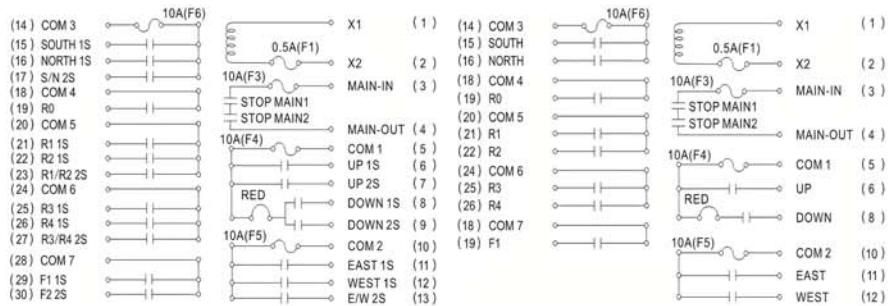 10A(F6)
(14) COM 3
(15) SOUTH 1S
(16) NORTH 1S
(17) S/N 2S
(18) COM 4
(19) R0
(20) COM 5
(21) R1 1S
(22) R2 1S
(23) R1/R2 2S
(24) COM 6
(25) R3 1S
(26) R4 1S
(27) R3/R4 2S
(28) COM 7
(29) F1 1S
(30) F2 2S
X1 (1)
0.5A(F1)
X2 (2)
10A(F3)
MAIN-IN (3)
STOP MAIN1
STOP MAIN2
MAIN-OUT (4)
10A(F4)
COM 1 (5)
UP 1S (6)
UP 2S (7)
RED
DOWN 1S (8)
DOWN 2S (9)
10A(F5)
COM 2 (10)
EAST 1S (11)
WEST 1S (12)
E/W 2S (13)
10A(F6)
(14) COM 3
(15) SOUTH
(16) NORTH
(18) COM 4
(19) R0
(20) COM 5
(21) R1
(22) R2
(24) COM 6
(25) R3
(26) R4
(18) COM 7
(19) F1
X1 (1)
0.5A(F1)
X2 (2)
10A(F3)
MAIN-IN (3)
STOP MAIN1
STOP MAIN2
MAIN-OUT (4)
10A(F4)
COM 1 (5)
UP (6)
RED
DOWN (8)
10A(F5)
COM 2 (10)
EAST (11)
WEST (12)